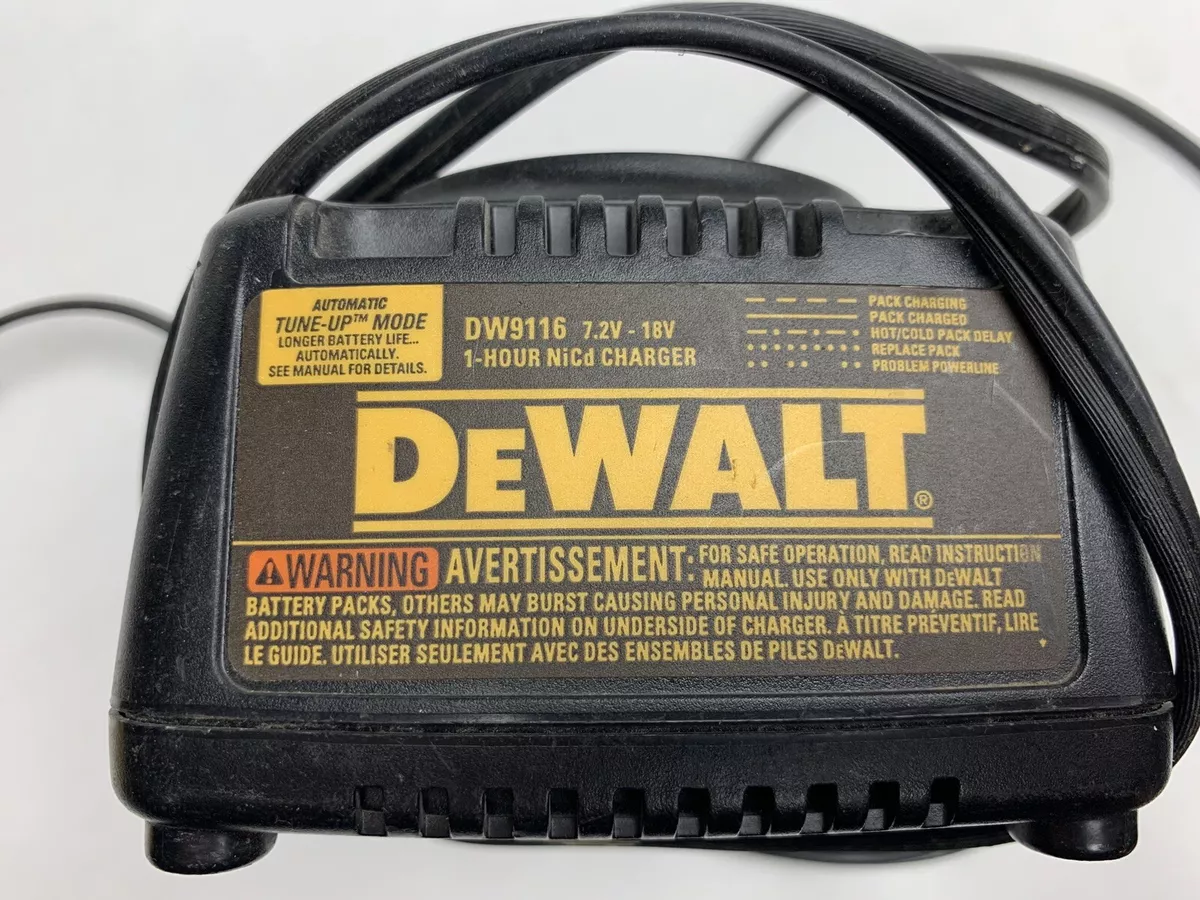 AUTOMATIC
TUNE-UP™ MODE
LONGER BATTERY LIFE...
AUTOMATICALLY.
SEE MANUAL FOR DETAILS.
DW9116 7.2V - 18V
1-HOUR NiCd CHARGER
PACK CHARGING
PACK CHARGED
HOT/COLD PACK DELAY
REPLACE PACK
PROBLEM POWERLINE
DEWALT®
WARNING AVERTISSEMENT: FOR SAFE OPERATION, READ INSTRUCTION
MANUAL. USE ONLY WITH DEWALT
BATTERY PACKS, OTHERS MAY BURST CAUSING PERSONAL INJURY AND DAMAGE. READ
ADDITIONAL SAFETY INFORMATION ON UNDERSIDE OF CHARGER. À TITRE PRÉVENTIF, LIRE
LE GUIDE. UTILISER SEULEMENT AVEC DES ENSEMBLES DE PILES DEWALT.